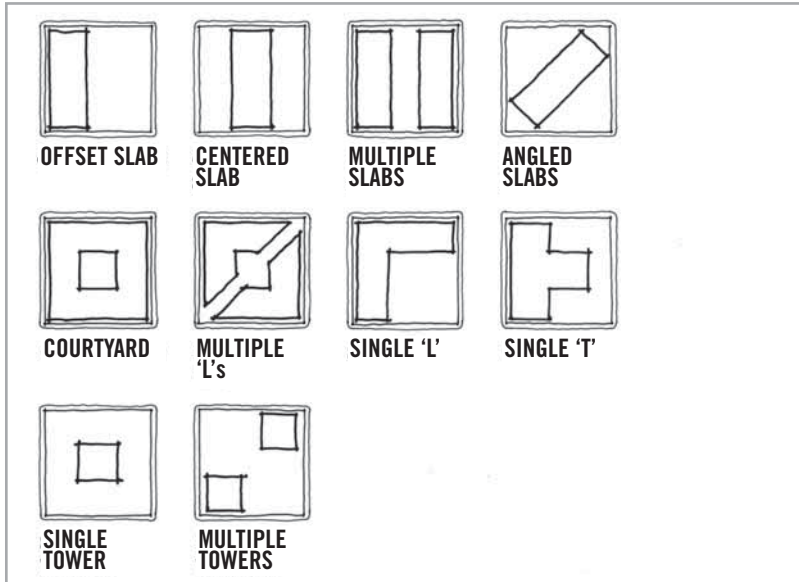 OFFSET SLAB
CENTERED
SLAB
MULTIPLE
SLABS
ANGLED
SLABS
COURTYARD
MULTIPLE
‘L’s
SINGLE ‘L’
SINGLE ‘T’
SINGLE
TOWER
MULTIPLE
TOWERS